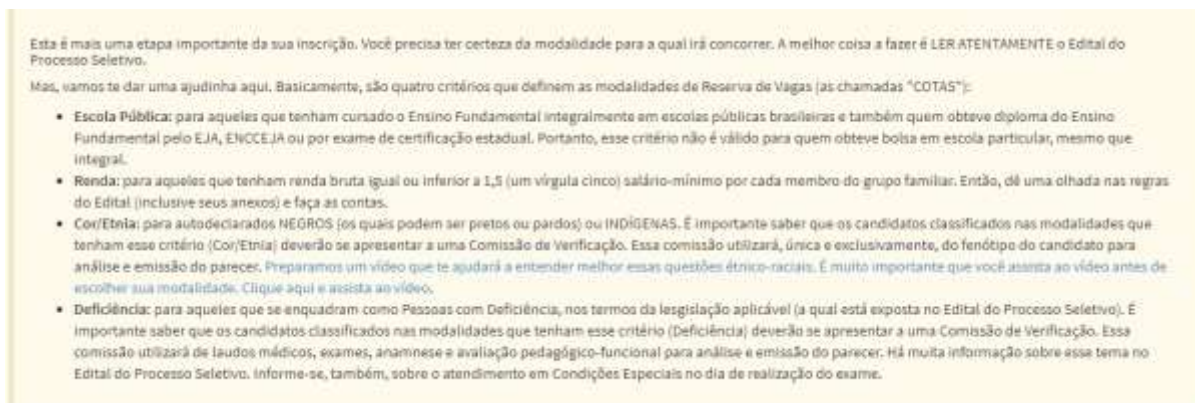 Esta é mais uma etapa importante da sua inscrição. Você precisa ter certeza da modalidade para a qual irá concorrer. A melhor coisa a fazer é LER ATENTAMENTE o Edital do
Processo Seletivo.
Mas, vamos te dar uma ajudinha aqui. Basicamente, são quatro critérios que definem as modalidades de Reserva de Vagas (as chamadas "COTAS"):
• Escola Pública: para aqueles que tenham cursado o Ensino Fundamental integralmente em escolas públicas brasileiras e também quem obteve diploma do Ensino
Fundamental pelo EJA, ENCCEJA ou por exame de certificação estadual. Portanto, esse critério não é válido para quem obteve bolsa em escola particular, mesmo que
integral.
• Renda: para aqueles que tenham renda bruta igual ou inferior a 1,5 (um vírgula cinco) salário-mínimo por cada membro do grupo familiar. Então, dê uma olhada nas regras
do Edital (inclusive seus anexos) e faça as contas.
• Cor/Etnia: para autodeclarados NEGROS (os quais podem ser pretos ou pardos) ou INDÍGENAS. É importante saber que os candidatos classificados nas modalidades que
tenham esse critério (Cor/Etnia) deverão se apresentar a uma Comissão de Verificação. Essa comissão utilizará, única e exclusivamente, do fenótipo do candidato para
análise e emissão do parecer. Preparamos um vídeo que te ajudará a entender melhor essas questões étnico-raciais. É muito importante que você assista ao vídeo antes de
escolher sua modalidade. Clique aqui e assista ao vídeo.
• Deficiência: para aqueles que se enquadram como Pessoas com Deficiência, nos termos da lesgislação aplicável (a qual está exposta no Edital do Processo Seletivo). É
importante saber que os candidatos classificados nas modalidades que tenham esse critério (Deficiência) deverão se apresentar a uma Comissão de Verificação. Essa
comissão utilizará de laudos médicos, exames, anamnese e avaliação pedagógico-funcional para análise e emissão do parecer. Há muita informação sobre esse tema no
Edital do Processo Seletivo. Informe-se, também, sobre o atendimento em Condições Especiais no dia de realização do exame.